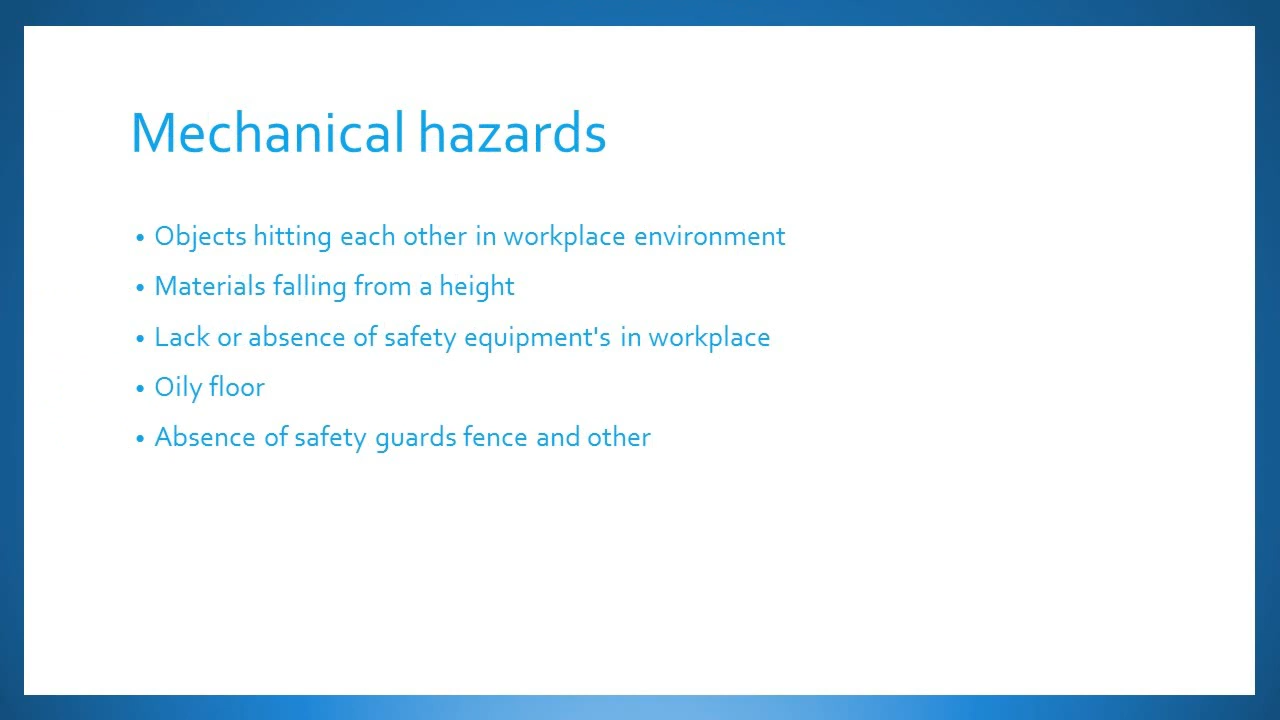 Mechanical hazards
• Objects hitting each other in workplace environment
• Materials falling from a height
• Lack or absence of safety equipment's in workplace
• Oily floor
• Absence of safety guards fence and other